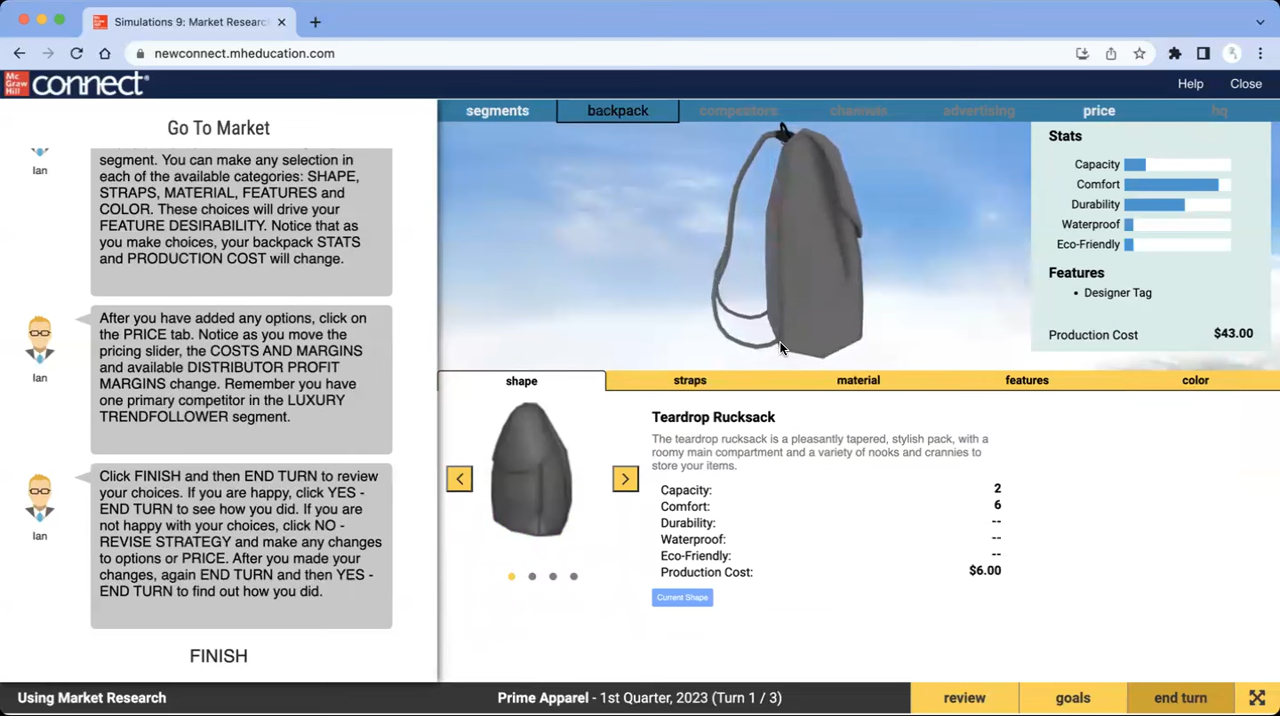 Simulations 9: Market Researc
newconnect.mheducation.com
Mc Graw Hill connect
Help Close
Go To Market
segments backpack competitors channels advertising price hq
Ian
segment. You can make any selection in
each of the available categories: SHAPE,
STRAPS, MATERIAL, FEATURES and
COLOR. These choices will drive your
FEATURE DESIRABILITY. Notice that as
you make choices, your backpack STATS
and PRODUCTION COST will change.
Ian
After you have added any options, click on
the PRICE tab. Notice as you move the
pricing slider, the COSTS AND MARGINS
and available DISTRIBUTOR PROFIT
MARGINS change. Remember you have
one primary competitor in the LUXURY
TRENDFOLLOWER segment.
Ian
Click FINISH and then END TURN to review
your choices. If you are happy, click YES -
END TURN to see how you did. If you are
not happy with your choices, click NO -
REVISE STRATEGY and make any changes
to options or PRICE. After you made your
changes, again END TURN and then YES -
END TURN to find out how you did.
FINISH
Stats
Capacity
Comfort
Durability
Waterproof
Eco-Friendly
Features
• Designer Tag
Production Cost $43.00
shape straps material features color
Teardrop Rucksack
The teardrop rucksack is a pleasantly tapered, stylish pack, with a
roomy main compartment and a variety of nooks and crannies to
store your items.
Capacity: 2
Comfort: 6
Durability: --
Waterproof: --
Eco-Friendly: --
Production Cost: $6.00
Current Shape
Using Market Research
Prime Apparel - 1st Quarter, 2023 (Turn 1 / 3)
review goals end turn